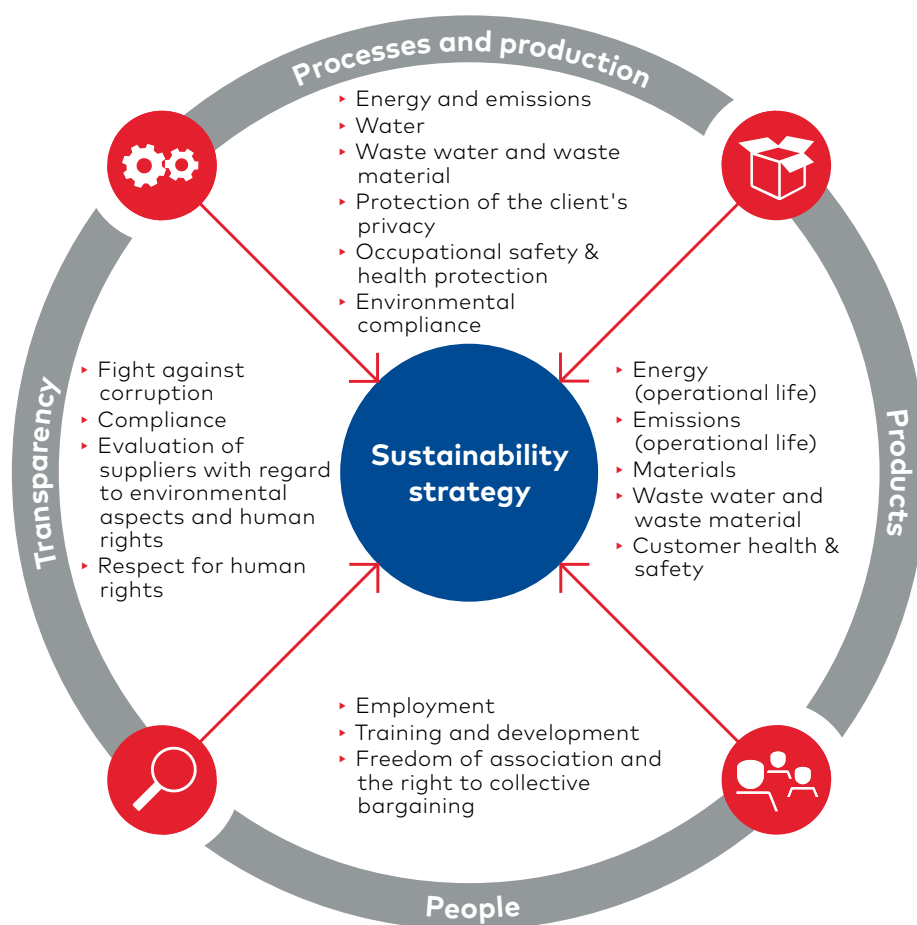 Processes and production
‣ Energy and emissions
‣ Water
‣ Waste water and waste
material
‣ Protection of the client's
privacy
‣ Occupational safety &
health protection
‣ Environmental
compliance
Transparency
‣ Fight against
corruption
‣ Compliance
‣ Evaluation of
suppliers with regard
to environmental
aspects and human
rights
‣ Respect for human
rights
Sustainability
strategy
‣ Energy
(operational life)
‣ Emissions
(operational life)
‣ Materials
‣ Waste water and
waste material
‣ Customer health &
safety
Products
‣ Employment
‣ Training and development
‣ Freedom of association and
the right to collective
bargaining
People